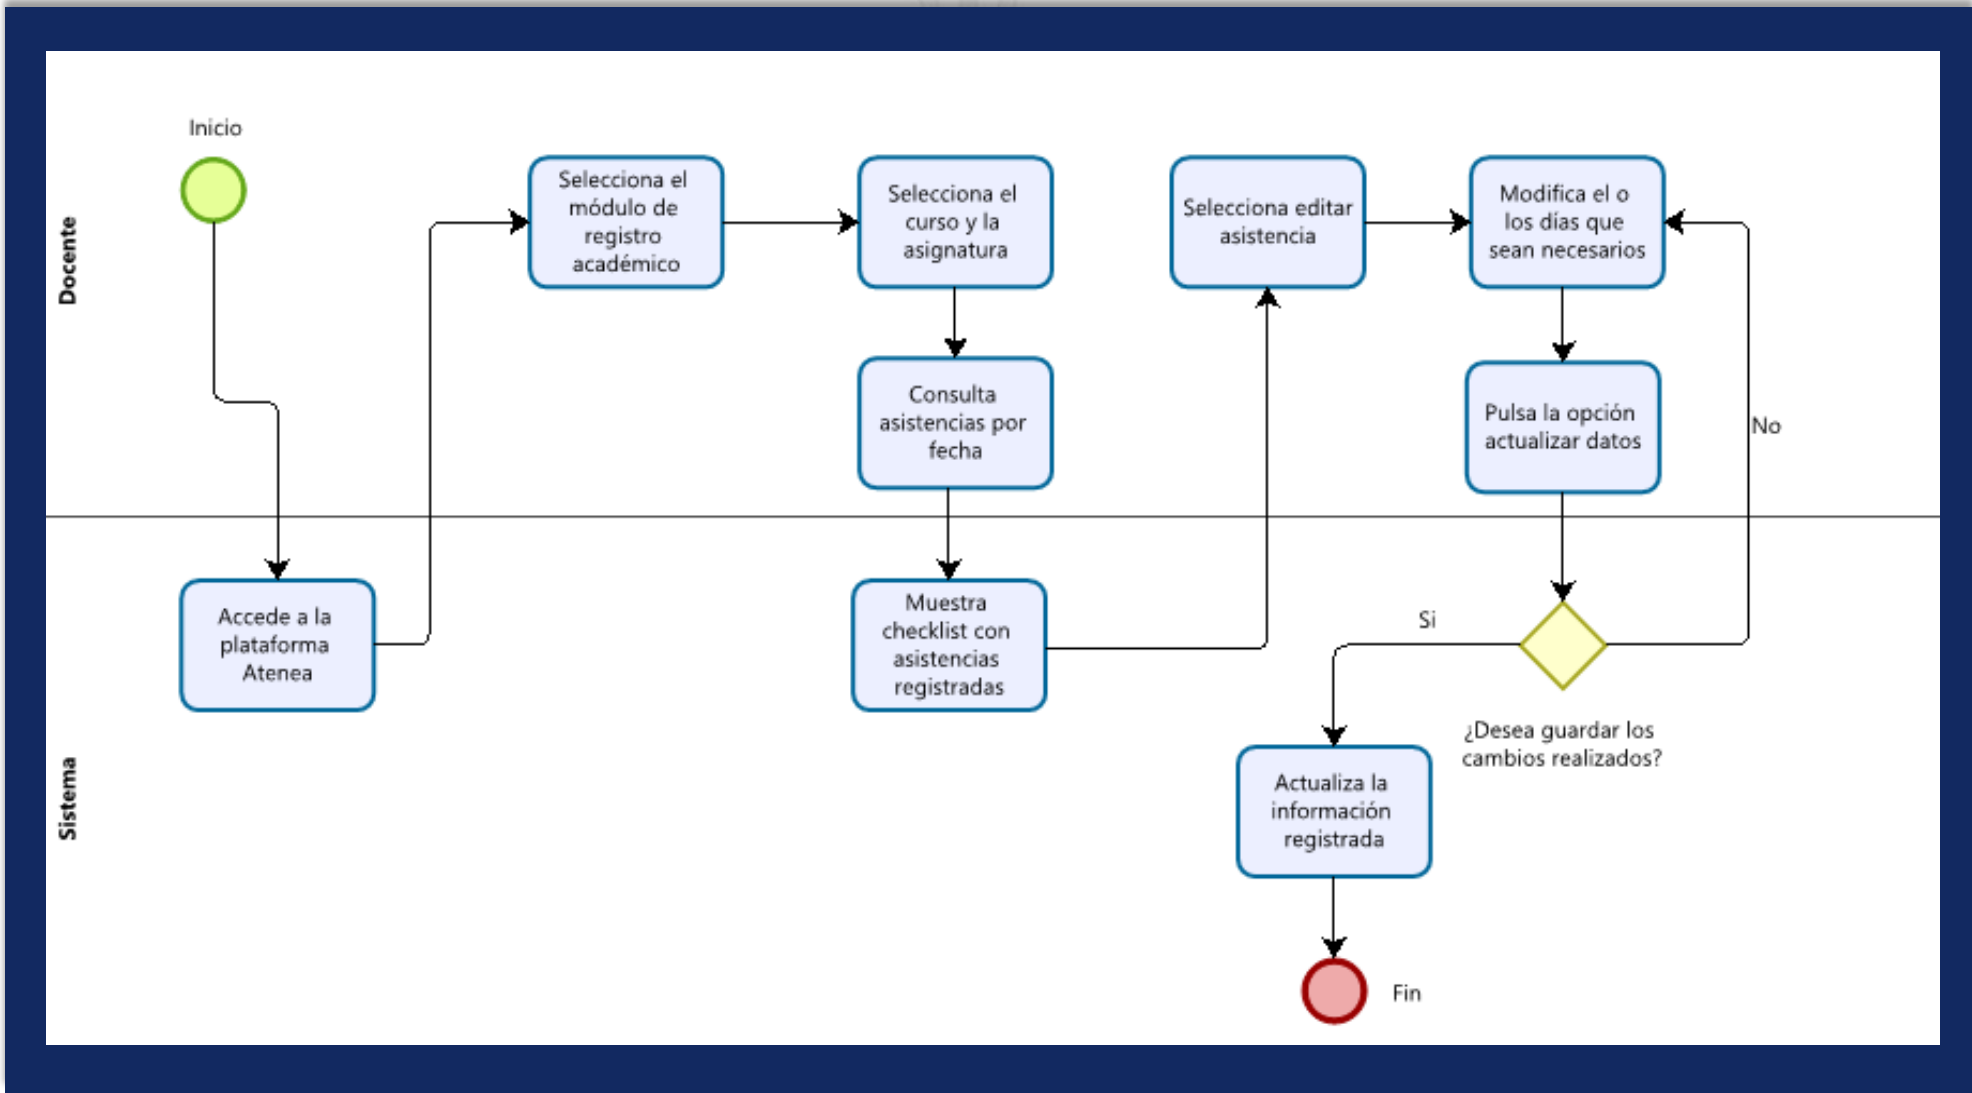 Inicio
Docente
Selecciona el
módulo de
registro
académico
Selecciona el
curso y la
asignatura
Selecciona editar
asistencia
Modifica el o
los días que
sean necesarios
Consulta
asistencias por
fecha
Pulsa la opción
actualizar datos
No
Sistema
Accede a la
plataforma
Atenea
Muestra
checklist con
asistencias
registradas
Si
¿Desea guardar los
cambios realizados?
Actualiza la
información
registrada
Fin